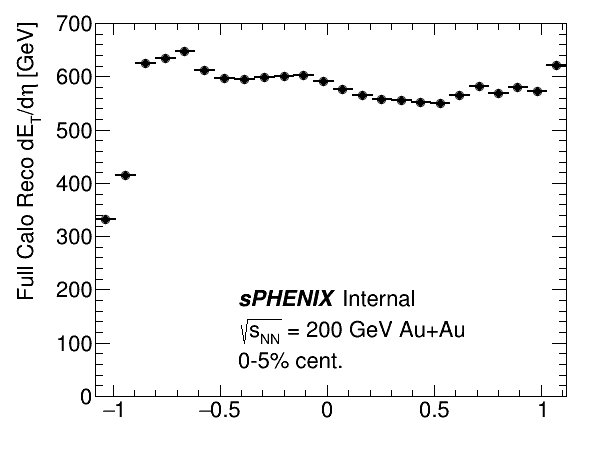 Full Calo Reco dE_T/dη [GeV]
700
600
500
400
300
200
100
0
sPHENIX Internal
√s_NN = 200 GeV Au+Au
0-5% cent.
−1 −0.5 0 0.5 1